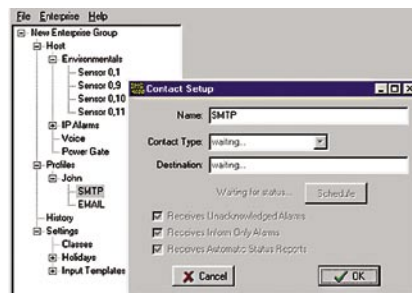 File Enterprise Help
New Enterprise Group
Host
Environmentals
Sensor 0,1
Sensor 0,9
Sensor 0,10
Sensor 0,11
IP Alarms
Voice
Power Gate
Profiles
John
SMTP
EMAIL
History
Settings
Classes
Holidays
Input Templates
Contact Setup
Name: SMTP
Contact Type: waiting...
Destination: waiting...
Waiting for status... Schedule
Receives Unacknowledged Alarms
Receives Inform Only Alarms
Receives Automatic Status Reports
Cancel OK